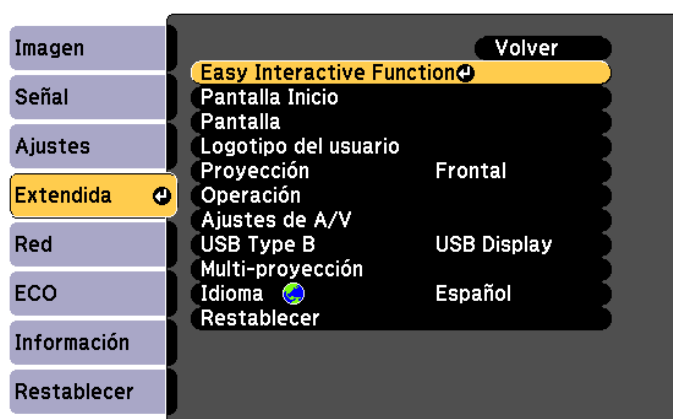 Imagen
Señal
Ajustes
Extendida
Red
ECO
Información
Restablecer
Volver
Easy Interactive Function
Pantalla Inicio
Pantalla
Logotipo del usuario
Proyección Frontal
Operación
Ajustes de A/V
USB Type B USB Display
Multi-proyección
Idioma Español
Restablecer